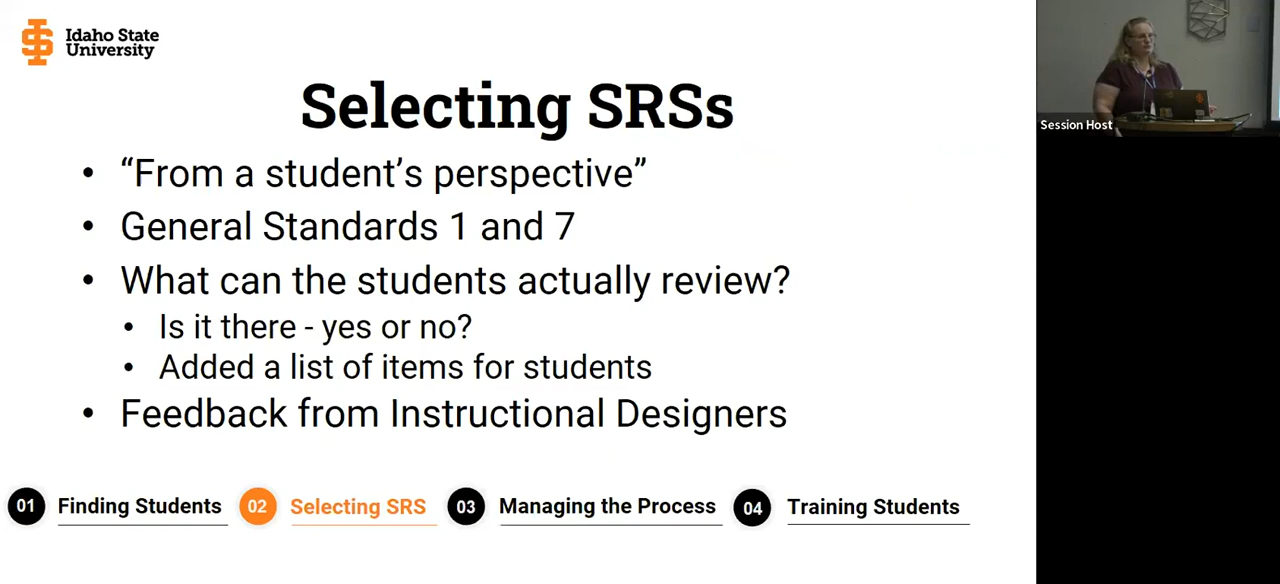 Idaho State
University
Selecting SRSs
• “From a student’s perspective”
• General Standards 1 and 7
• What can the students actually review?
• Is it there - yes or no?
• Added a list of items for students
• Feedback from Instructional Designers
01 Finding Students 02 Selecting SRS 03 Managing the Process 04 Training Students
Session Host